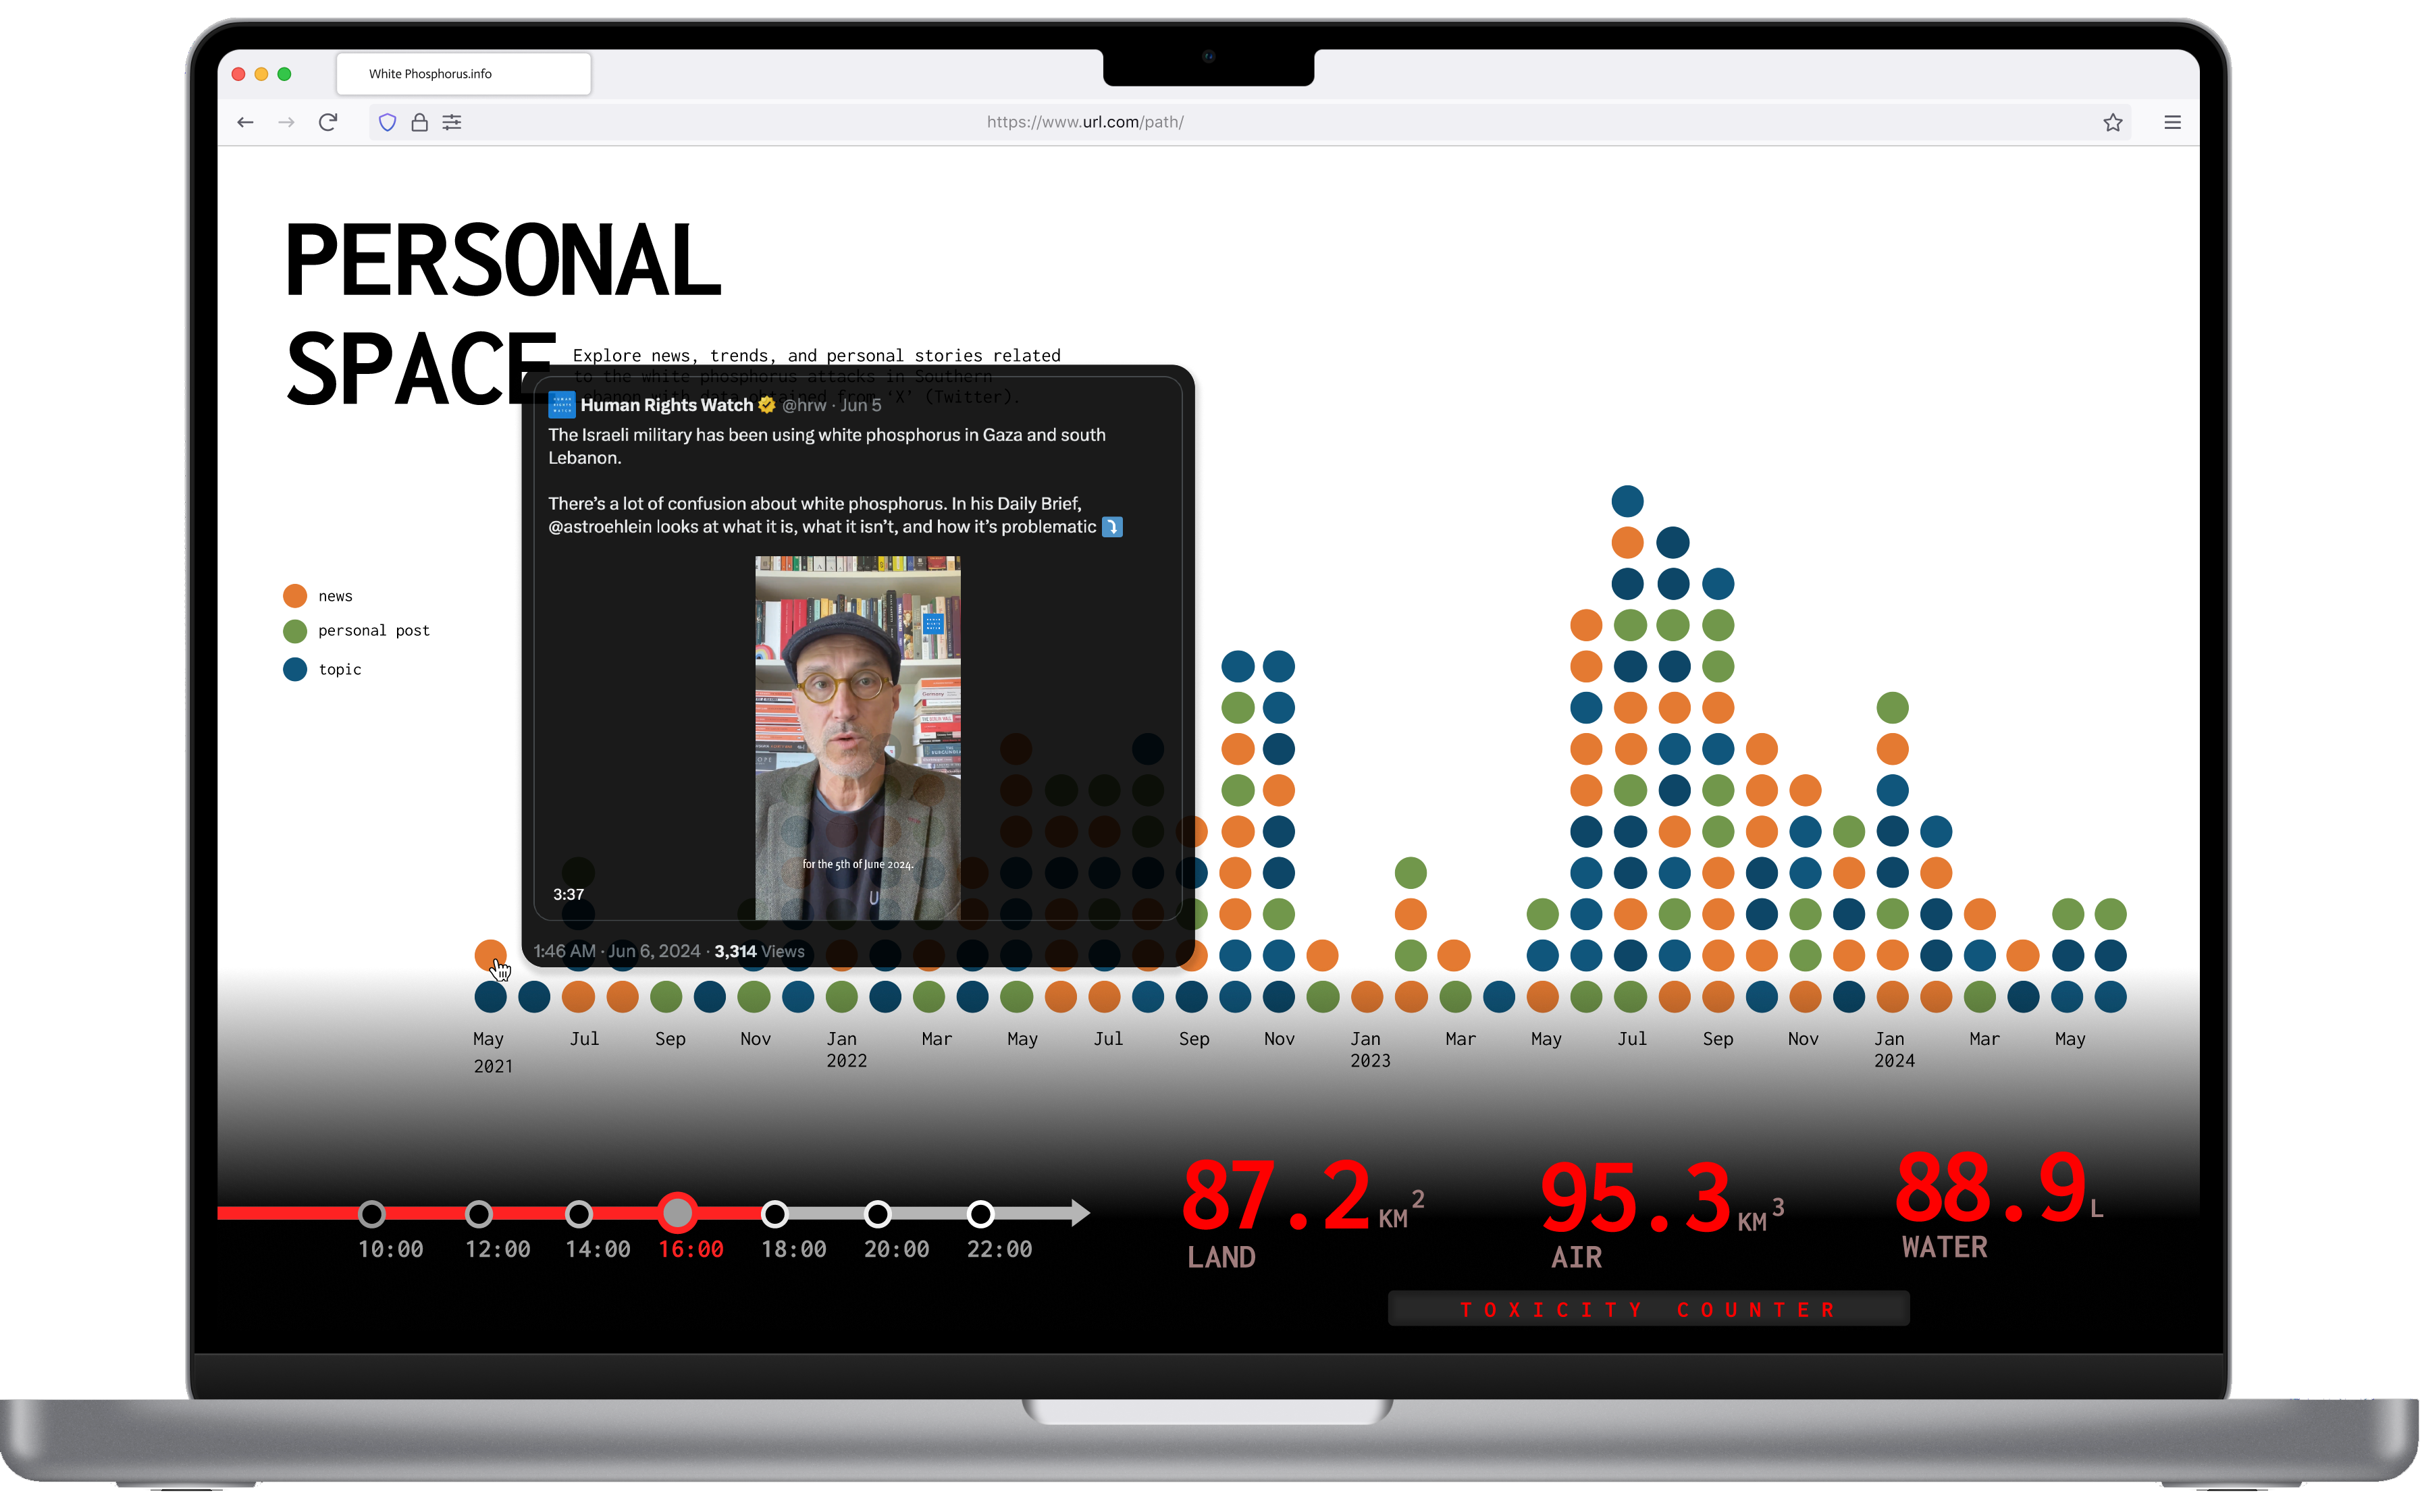 White Phosphorus.info
https://www.url.com/path/
PERSONAL
SPACE
Explore news, trends, and personal stories related
to the white phosphorus attacks in Southern
Lebanon with data obtained from ‘X’ (Twitter).
Human Rights Watch @hrw · Jun 5
The Israeli military has been using white phosphorus in Gaza and south
Lebanon.
There’s a lot of confusion about white phosphorus. In his Daily Brief,
@astroehlein looks at what it is, what it isn’t, and how it’s problematic
for the 5th of June 2024.
3:37
1:46 AM · Jun 6, 2024 · 3,314 Views
news
personal post
topic
May Jul Sep Nov Jan Mar May Jul Sep Nov Jan Mar May Jul Sep Nov Jan Mar May
2021 2022 2023 2024
87.2 KM2 95.3 KM3 88.9 L
LAND AIR WATER
10:00 12:00 14:00 16:00 18:00 20:00 22:00
TOXICITY COUNTER